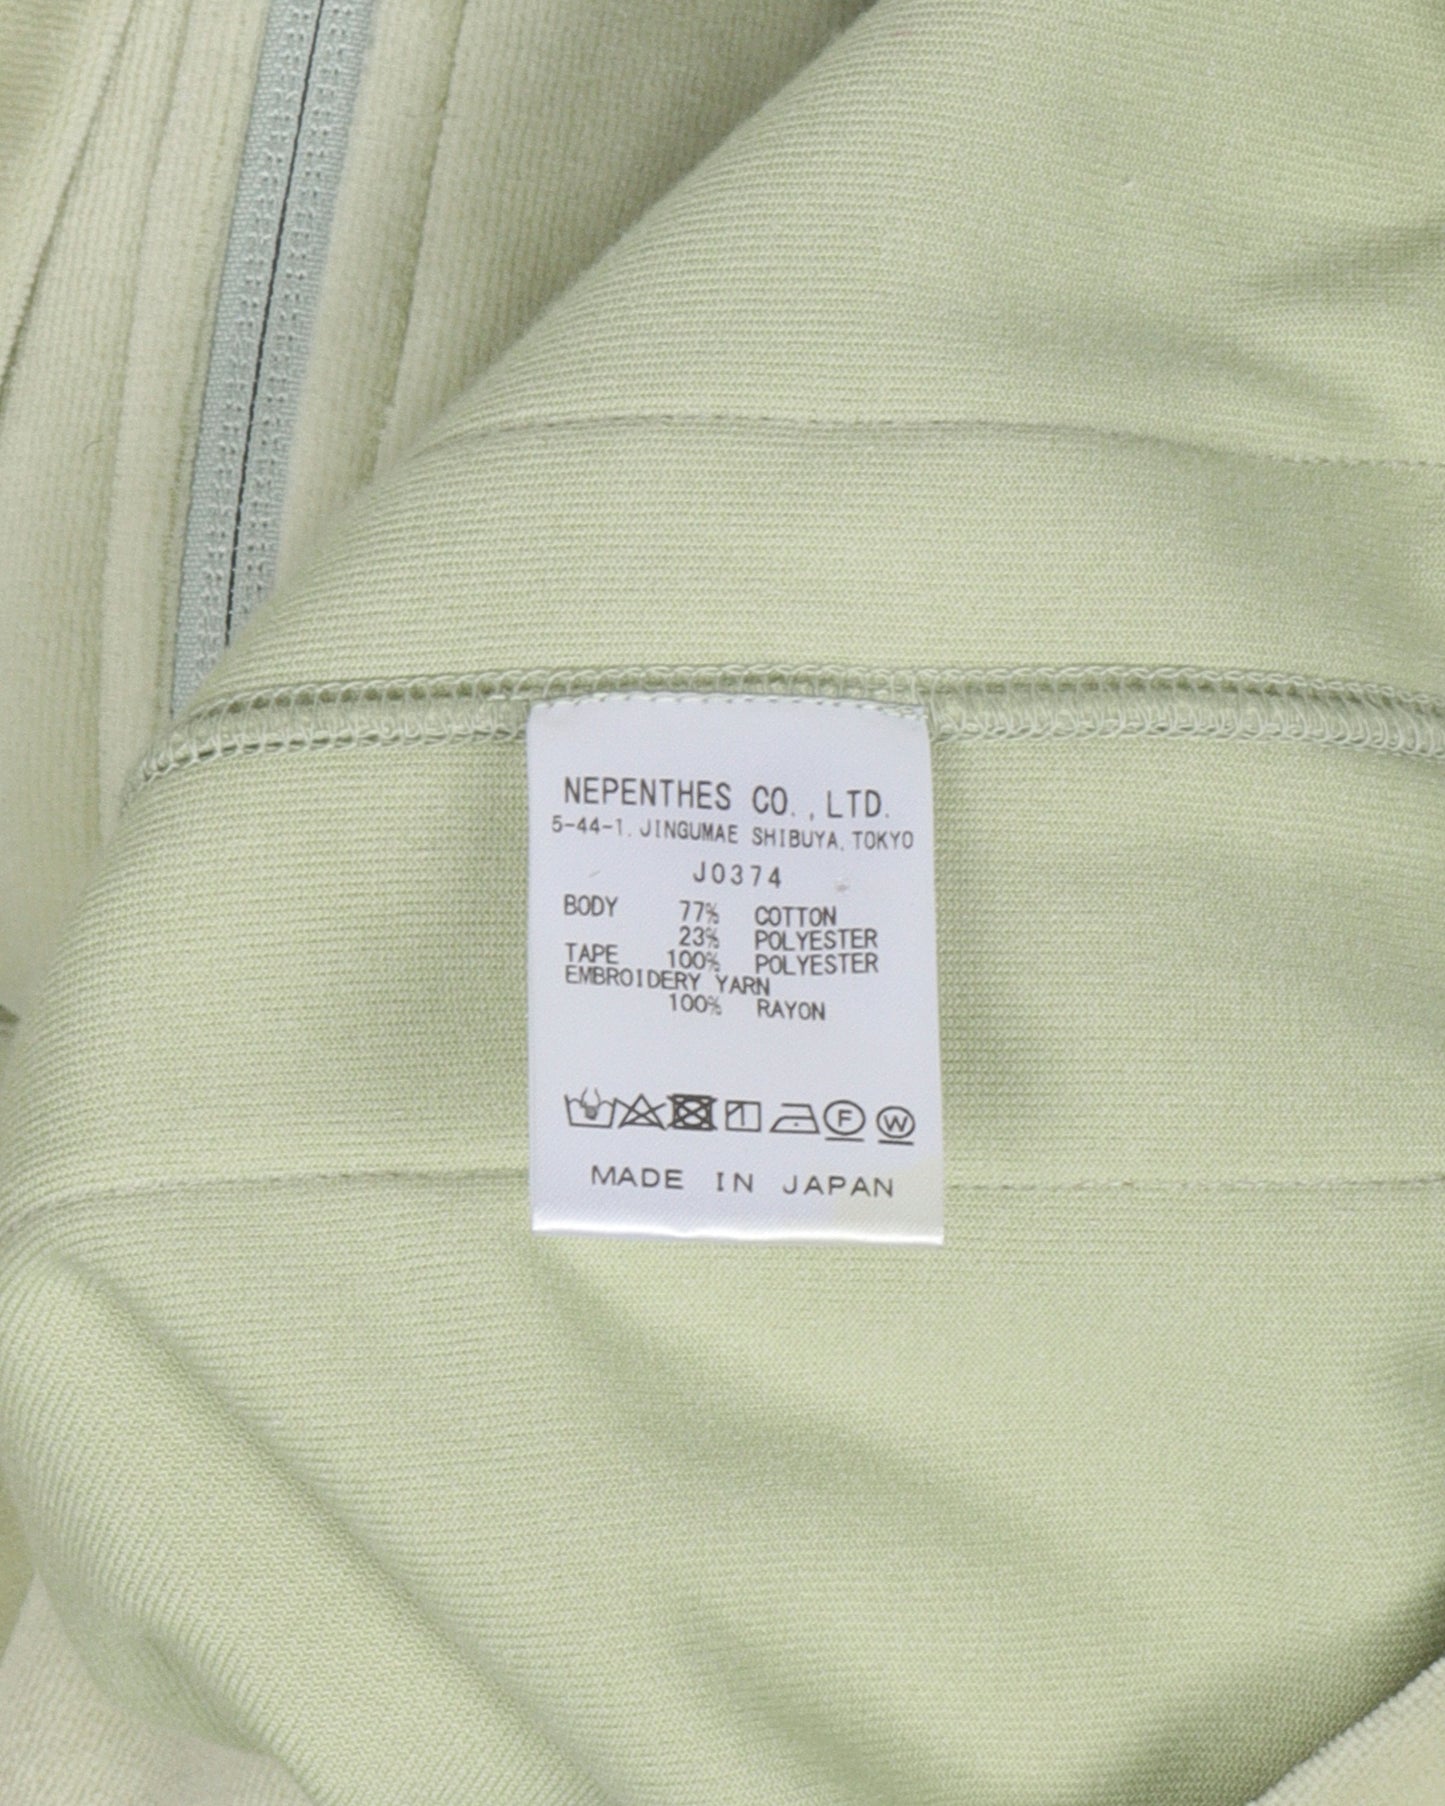 NEPENTHES CO., LTD.
5-44-1, JINGUMAE SHIBUYA, TOKYO
J0374
BODY 77% COTTON
23% POLYESTER
TAPE 100% POLYESTER
EMBROIDERY YARN
100% RAYON
F W
MADE IN JAPAN